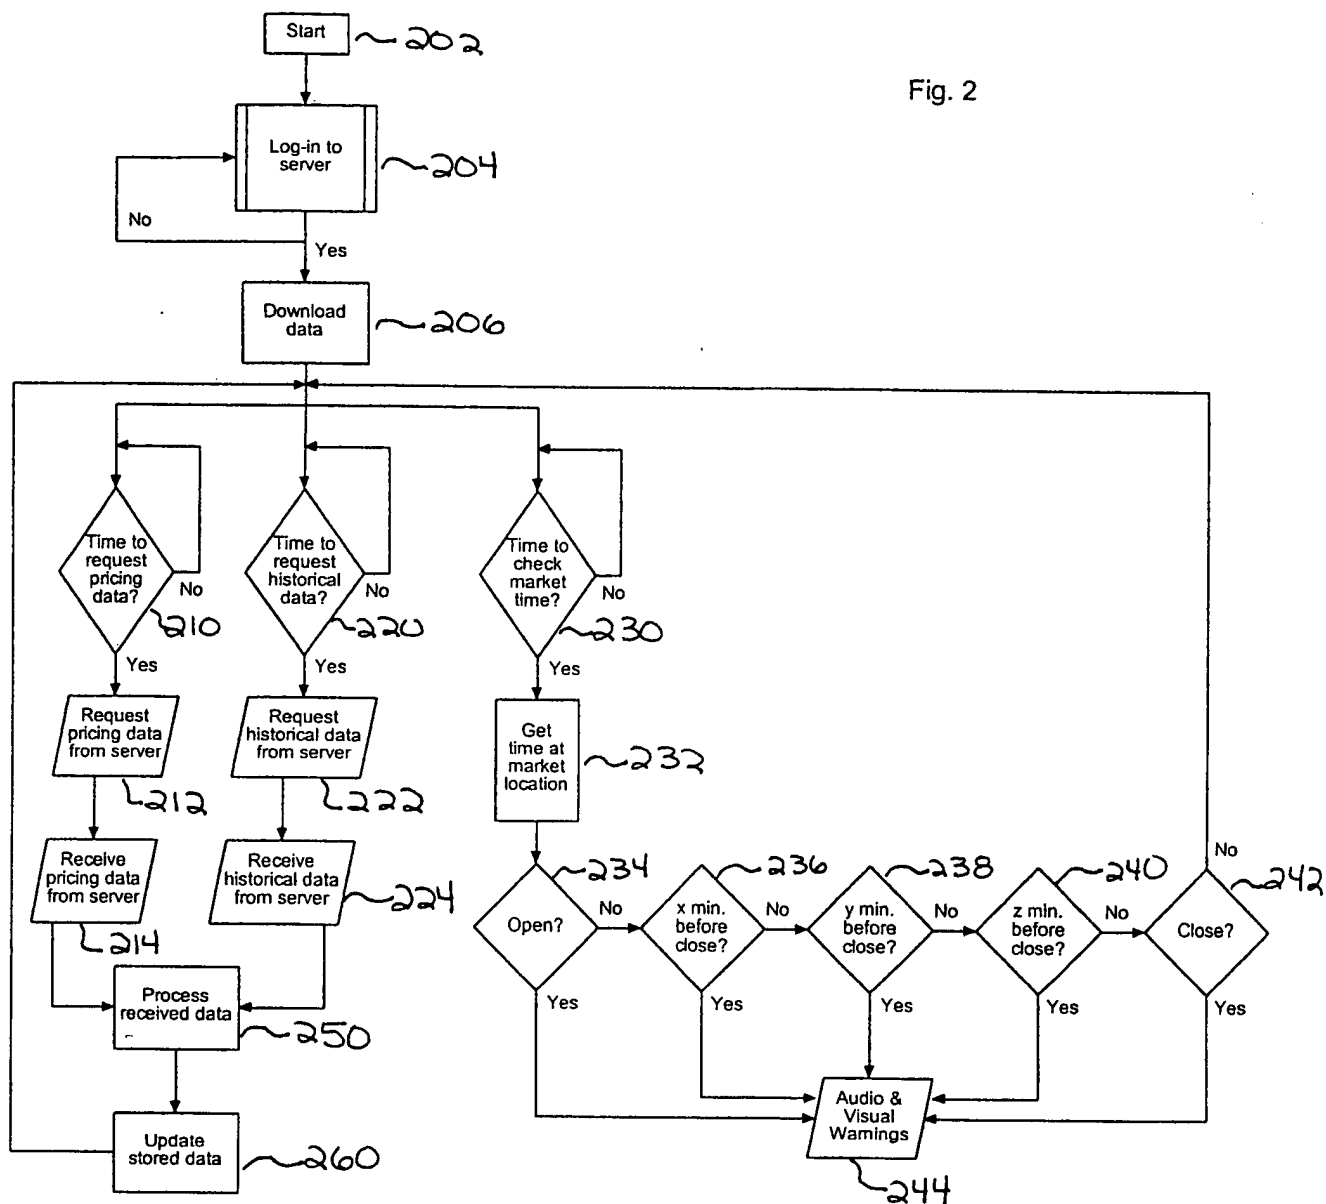 Start
202
Fig. 2
Log-in to
server
204
No
Yes
Download
data
206
Time to
request
pricing
data?
No
210
Yes
Time to
request
historical
data?
No
220
Yes
Time to
check
market
time?
No
230
Yes
Request
pricing data
from server
212
Request
historical data
from server
222
Get
time at
market
location
232
Receive
pricing data
from server
214
Receive
historical data
from server
224
Open?
234
No
Yes
x min.
before
close?
236
No
Yes
y min.
before
close?
238
No
Yes
z min.
before
close?
240
No
Yes
Close?
242
No
Yes
Process
received data
250
Audio &
Visual
Warnings
244
Update
stored data
260